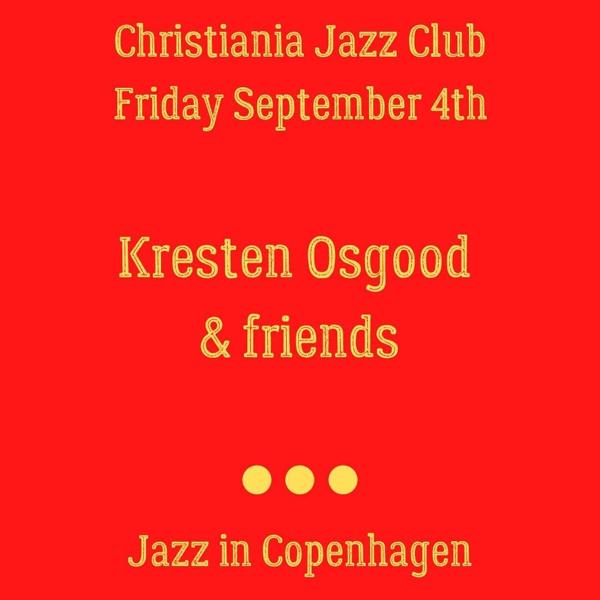 Christiania Jazz Club
Friday September 4th
Kresten Osgood
& friends
Jazz in Copenhagen